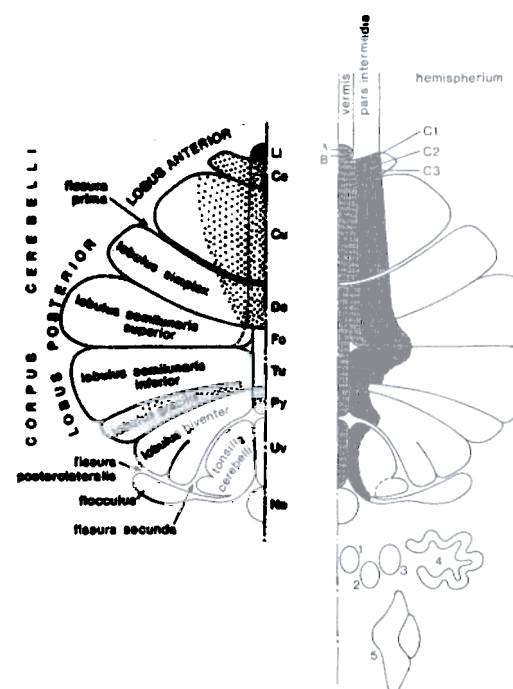 CORPUS CEREBELLI
LOBUS ANTERIOR
LOBUS POSTERIOR
fissura
prima
lobulus simplex
lobulus semilunaris
superior
lobulus semilunaris
inferior
lobulus biventer
tonsilla
cerebelli
fissura
posterolateralis
flocculus
fissura secunda
Li
Ce
Cu
De
Fo
Tu
Py
Uv
No
vermis
pars intermedia
hemispherium
A
B
C1
C2
C3
1
2
3
4
5